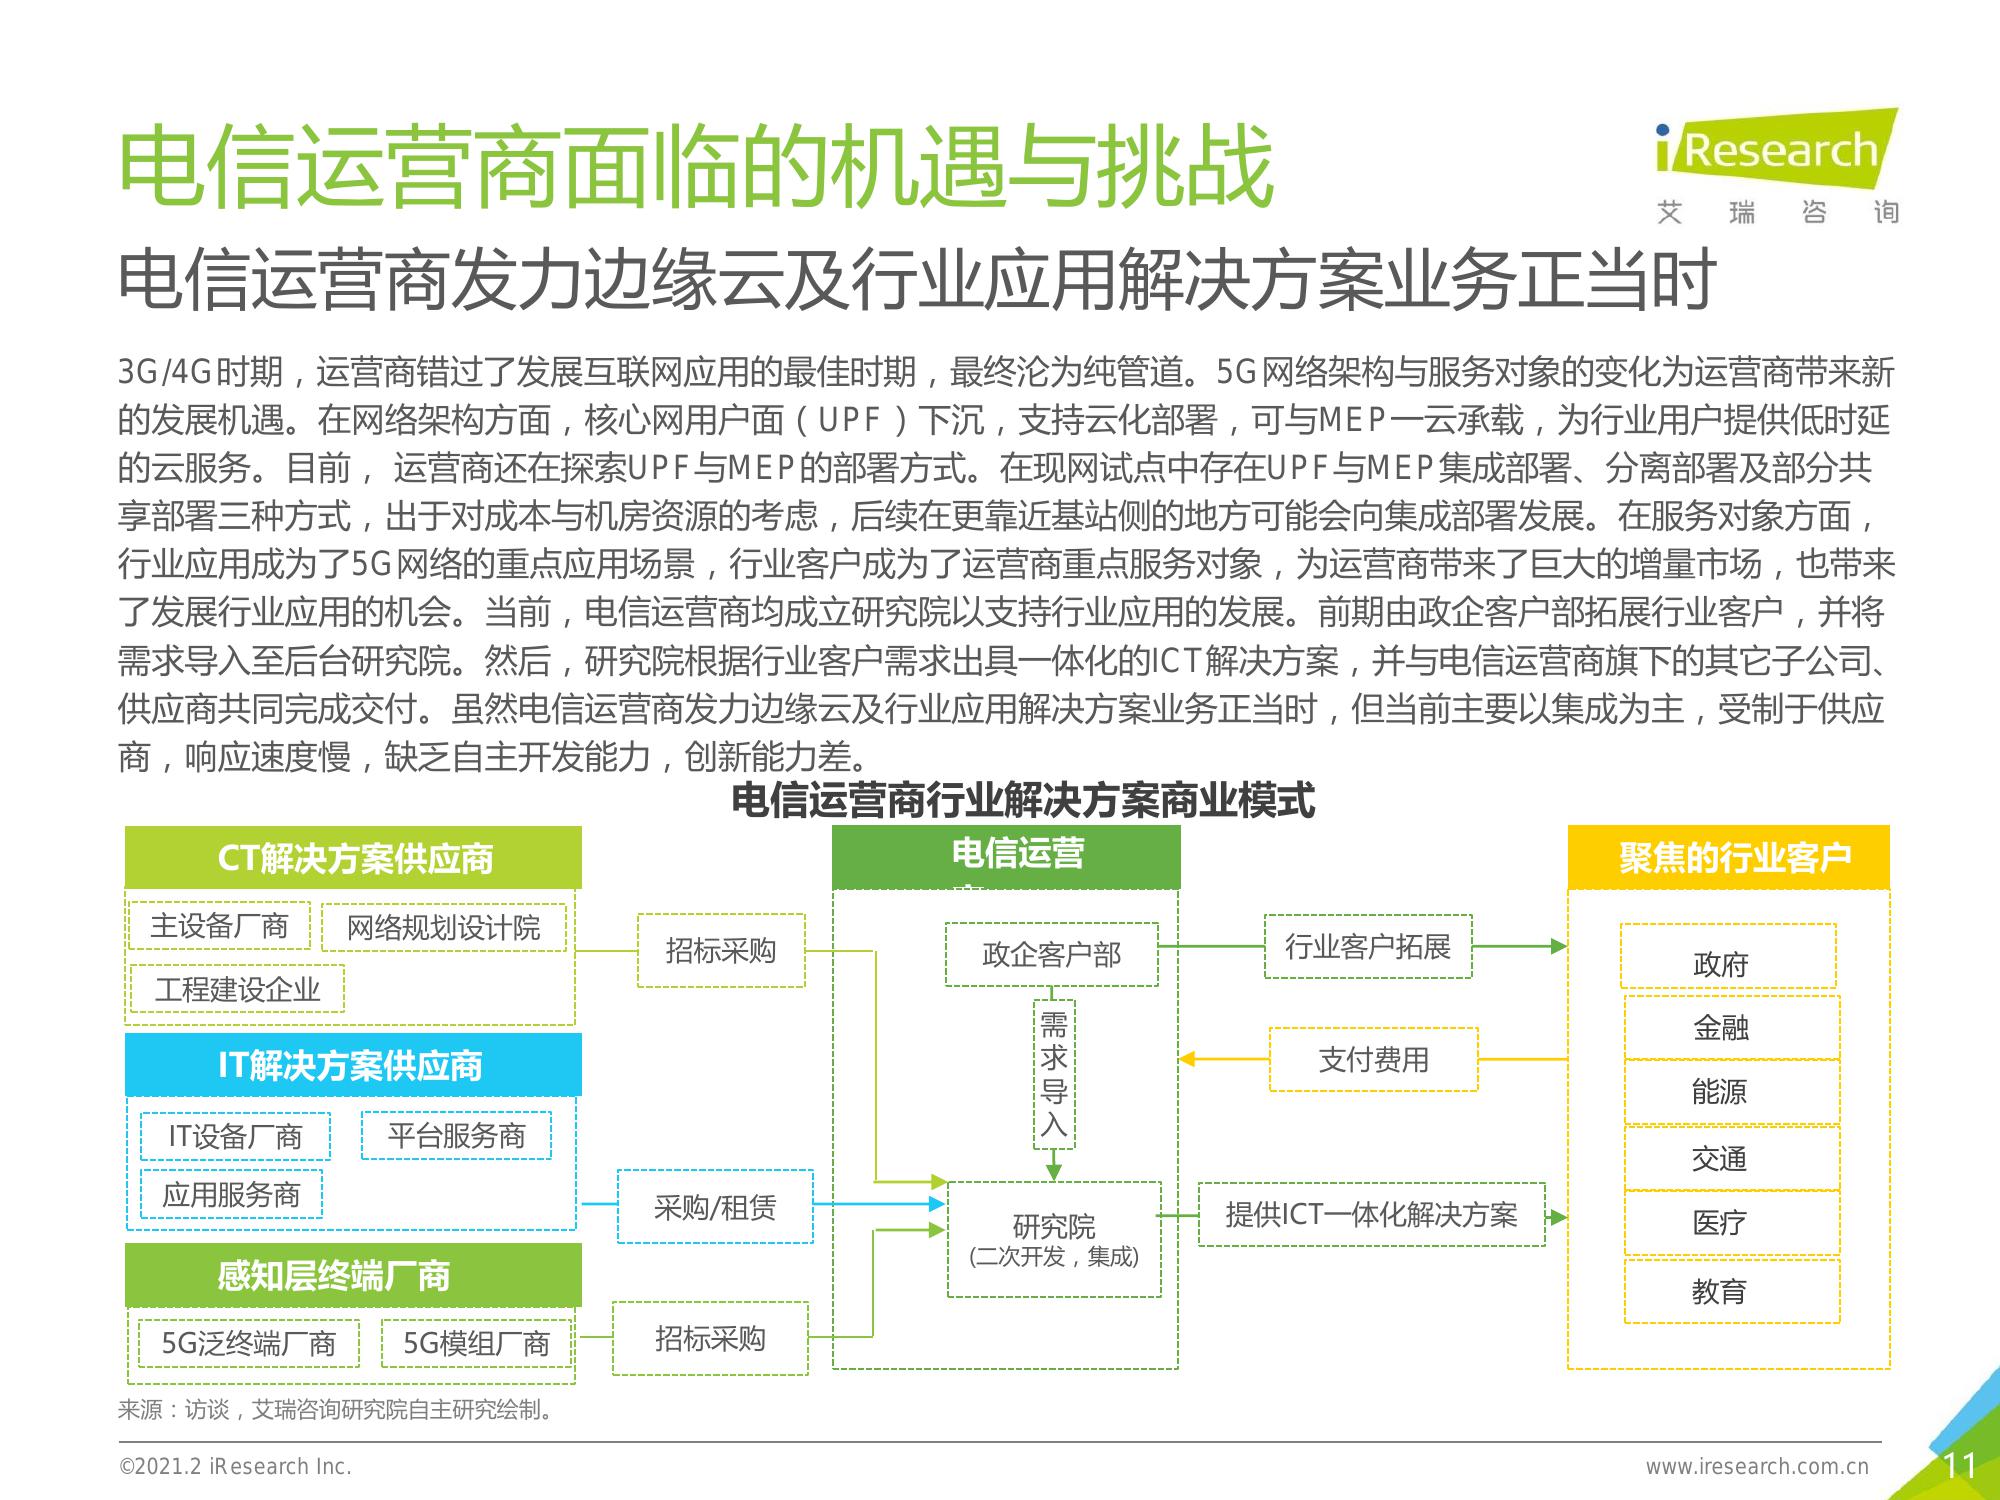 电信运营商面临的机遇与挑战
iResearch
艾瑞咨询
电信运营商发力边缘云及行业应用解决方案业务正当时
3G/4G时期，运营商错过了发展互联网应用的最佳时期，最终沦为纯管道。5G网络架构与服务对象的变化为运营商带来新
的发展机遇。在网络架构方面，核心网用户面（UPF）下沉，支持云化部署，可与MEP一云承载，为行业用户提供低时延
的云服务。目前， 运营商还在探索UPF与MEP的部署方式。在现网试点中存在UPF与MEP集成部署、分离部署及部分共
享部署三种方式，出于对成本与机房资源的考虑，后续在更靠近基站侧的地方可能会向集成部署发展。在服务对象方面，
行业应用成为了5G网络的重点应用场景，行业客户成为了运营商重点服务对象，为运营商带来了巨大的增量市场，也带来
了发展行业应用的机会。当前，电信运营商均成立研究院以支持行业应用的发展。前期由政企客户部拓展行业客户，并将
需求导入至后台研究院。然后，研究院根据行业客户需求出具一体化的ICT解决方案，并与电信运营商旗下的其它子公司、
供应商共同完成交付。虽然电信运营商发力边缘云及行业应用解决方案业务正当时，但当前主要以集成为主，受制于供应
商，响应速度慢，缺乏自主开发能力，创新能力差。
电信运营商行业解决方案商业模式
CT解决方案供应商
主设备厂商
网络规划设计院
工程建设企业
招标采购
IT解决方案供应商
IT设备厂商
平台服务商
应用服务商
采购/租赁
感知层终端厂商
5G泛终端厂商
5G模组厂商
招标采购
电信运营
政企客户部
需
求
导
入
研究院
(二次开发，集成)
行业客户拓展
支付费用
提供ICT一体化解决方案
聚焦的行业客户
政府
金融
能源
交通
医疗
教育
来源：访谈，艾瑞咨询研究院自主研究绘制。
©2021.2 iResearch Inc.
www.iresearch.com.cn
11